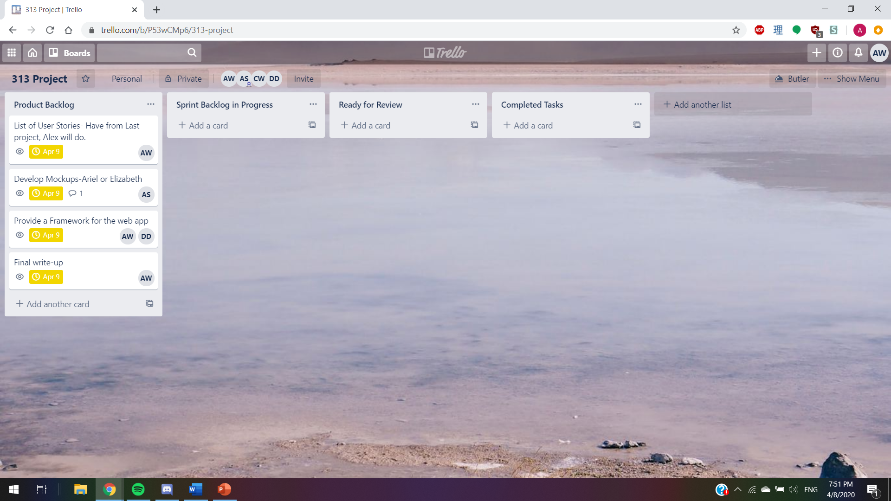 313 Project | Trello
trello.com/b/P53wCMp6/313-project
ABP
5
A
Boards
Trello
AW
313 Project
Personal
Private
AW AS CW DD
Invite
Butler
Show Menu
Product Backlog
List of User Stories- Have from Last
project, Alex will do.
Apr 9
AW
Develop Mockups-Ariel or Elizabeth
Apr 9
1
AS
Provide a Framework for the web app
Apr 9
AW DD
Final write-up
Apr 9
AW
Add another card
Sprint Backlog in Progress
Add a card
Ready for Review
Add a card
Completed Tasks
Add a card
Add another list
ENG
7:51 PM
4/8/2020